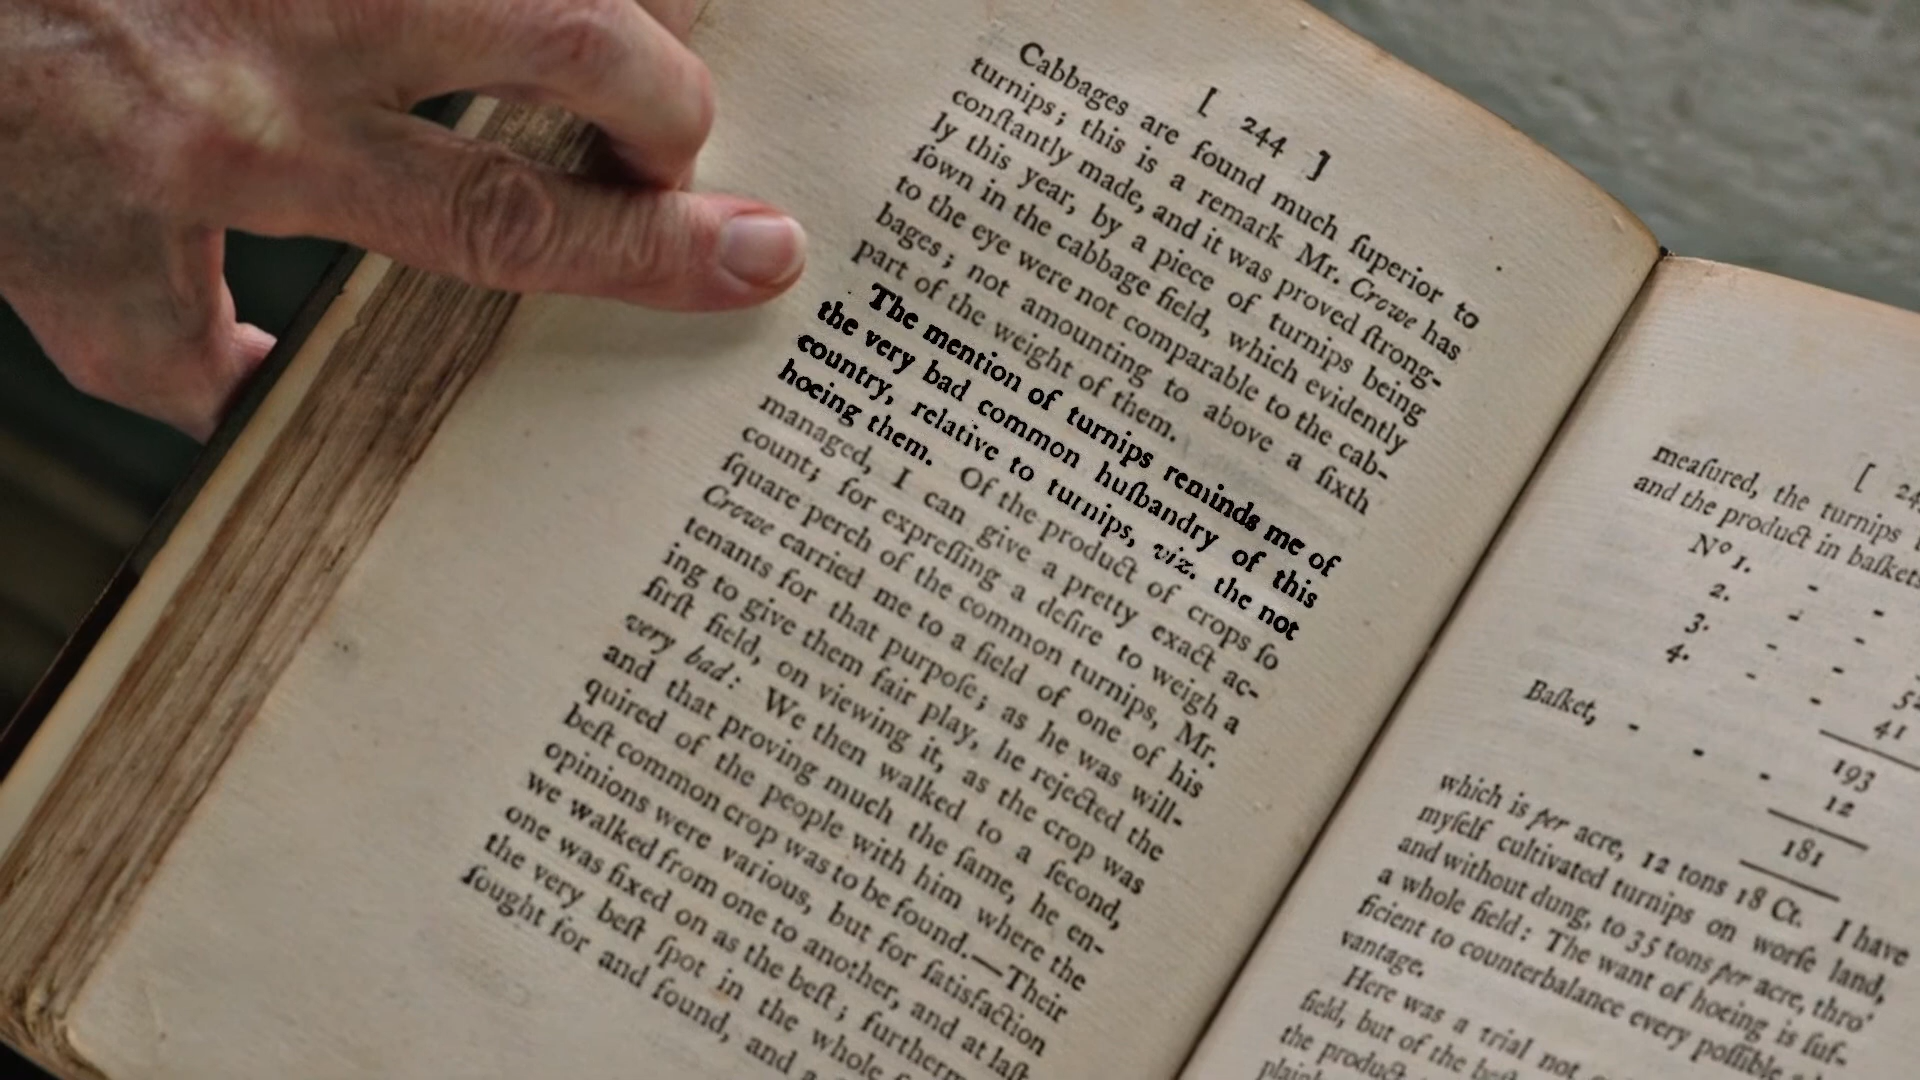 [ 244 ]
Cabbages are found much ſuperior to
turnips; this is a remark Mr. Crowe has
conſtantly made, and it was proved ſtrong-
ly this year, by a piece of turnips being
ſown in the cabbage field, which evidently
to the eye were not comparable to the cab-
bages; not amounting to above a ſixth
part of the weight of them.
The mention of turnips reminds me of
the very bad common huſbandry of this
country, relative to turnips, viz. the not
hoeing them. Of the product of crops ſo
managed, I can give a pretty exact ac-
count; for expreſſing a deſire to weigh a
ſquare perch of the common turnips, Mr.
Crowe carried me to a field of one of his
tenants for that purpoſe; as he was will-
ing to give them fair play, he rejected the
firſt field, on viewing it, as the crop was
very bad: We then walked to a ſecond,
and that proving much the ſame, he en-
quired of the people with him where the
beſt common crop was to be found.—Their
opinions were various, but for ſatisfaction
we walked from one to another, and at laſt
one was fixed on as the beſt; furtherm
the very beſt ſpot in the whole
ſought for and found, and a
[ 24
meaſured, the turnips
and the product in baſkets
Nº 1. - -
2. - -
3. - -
4. - - 52
- 41
193
Baſket, - - - 12
181
which is per acre, 12 tons 18 Ct. I have
myſelf cultivated turnips on worſe land,
and without dung, to 35 tons per acre, thro'
a whole field: The want of hoeing is ſuf-
ficient to counterbalance every poſſible
vantage.
Here was a trial not
field, but of the beſt
the product